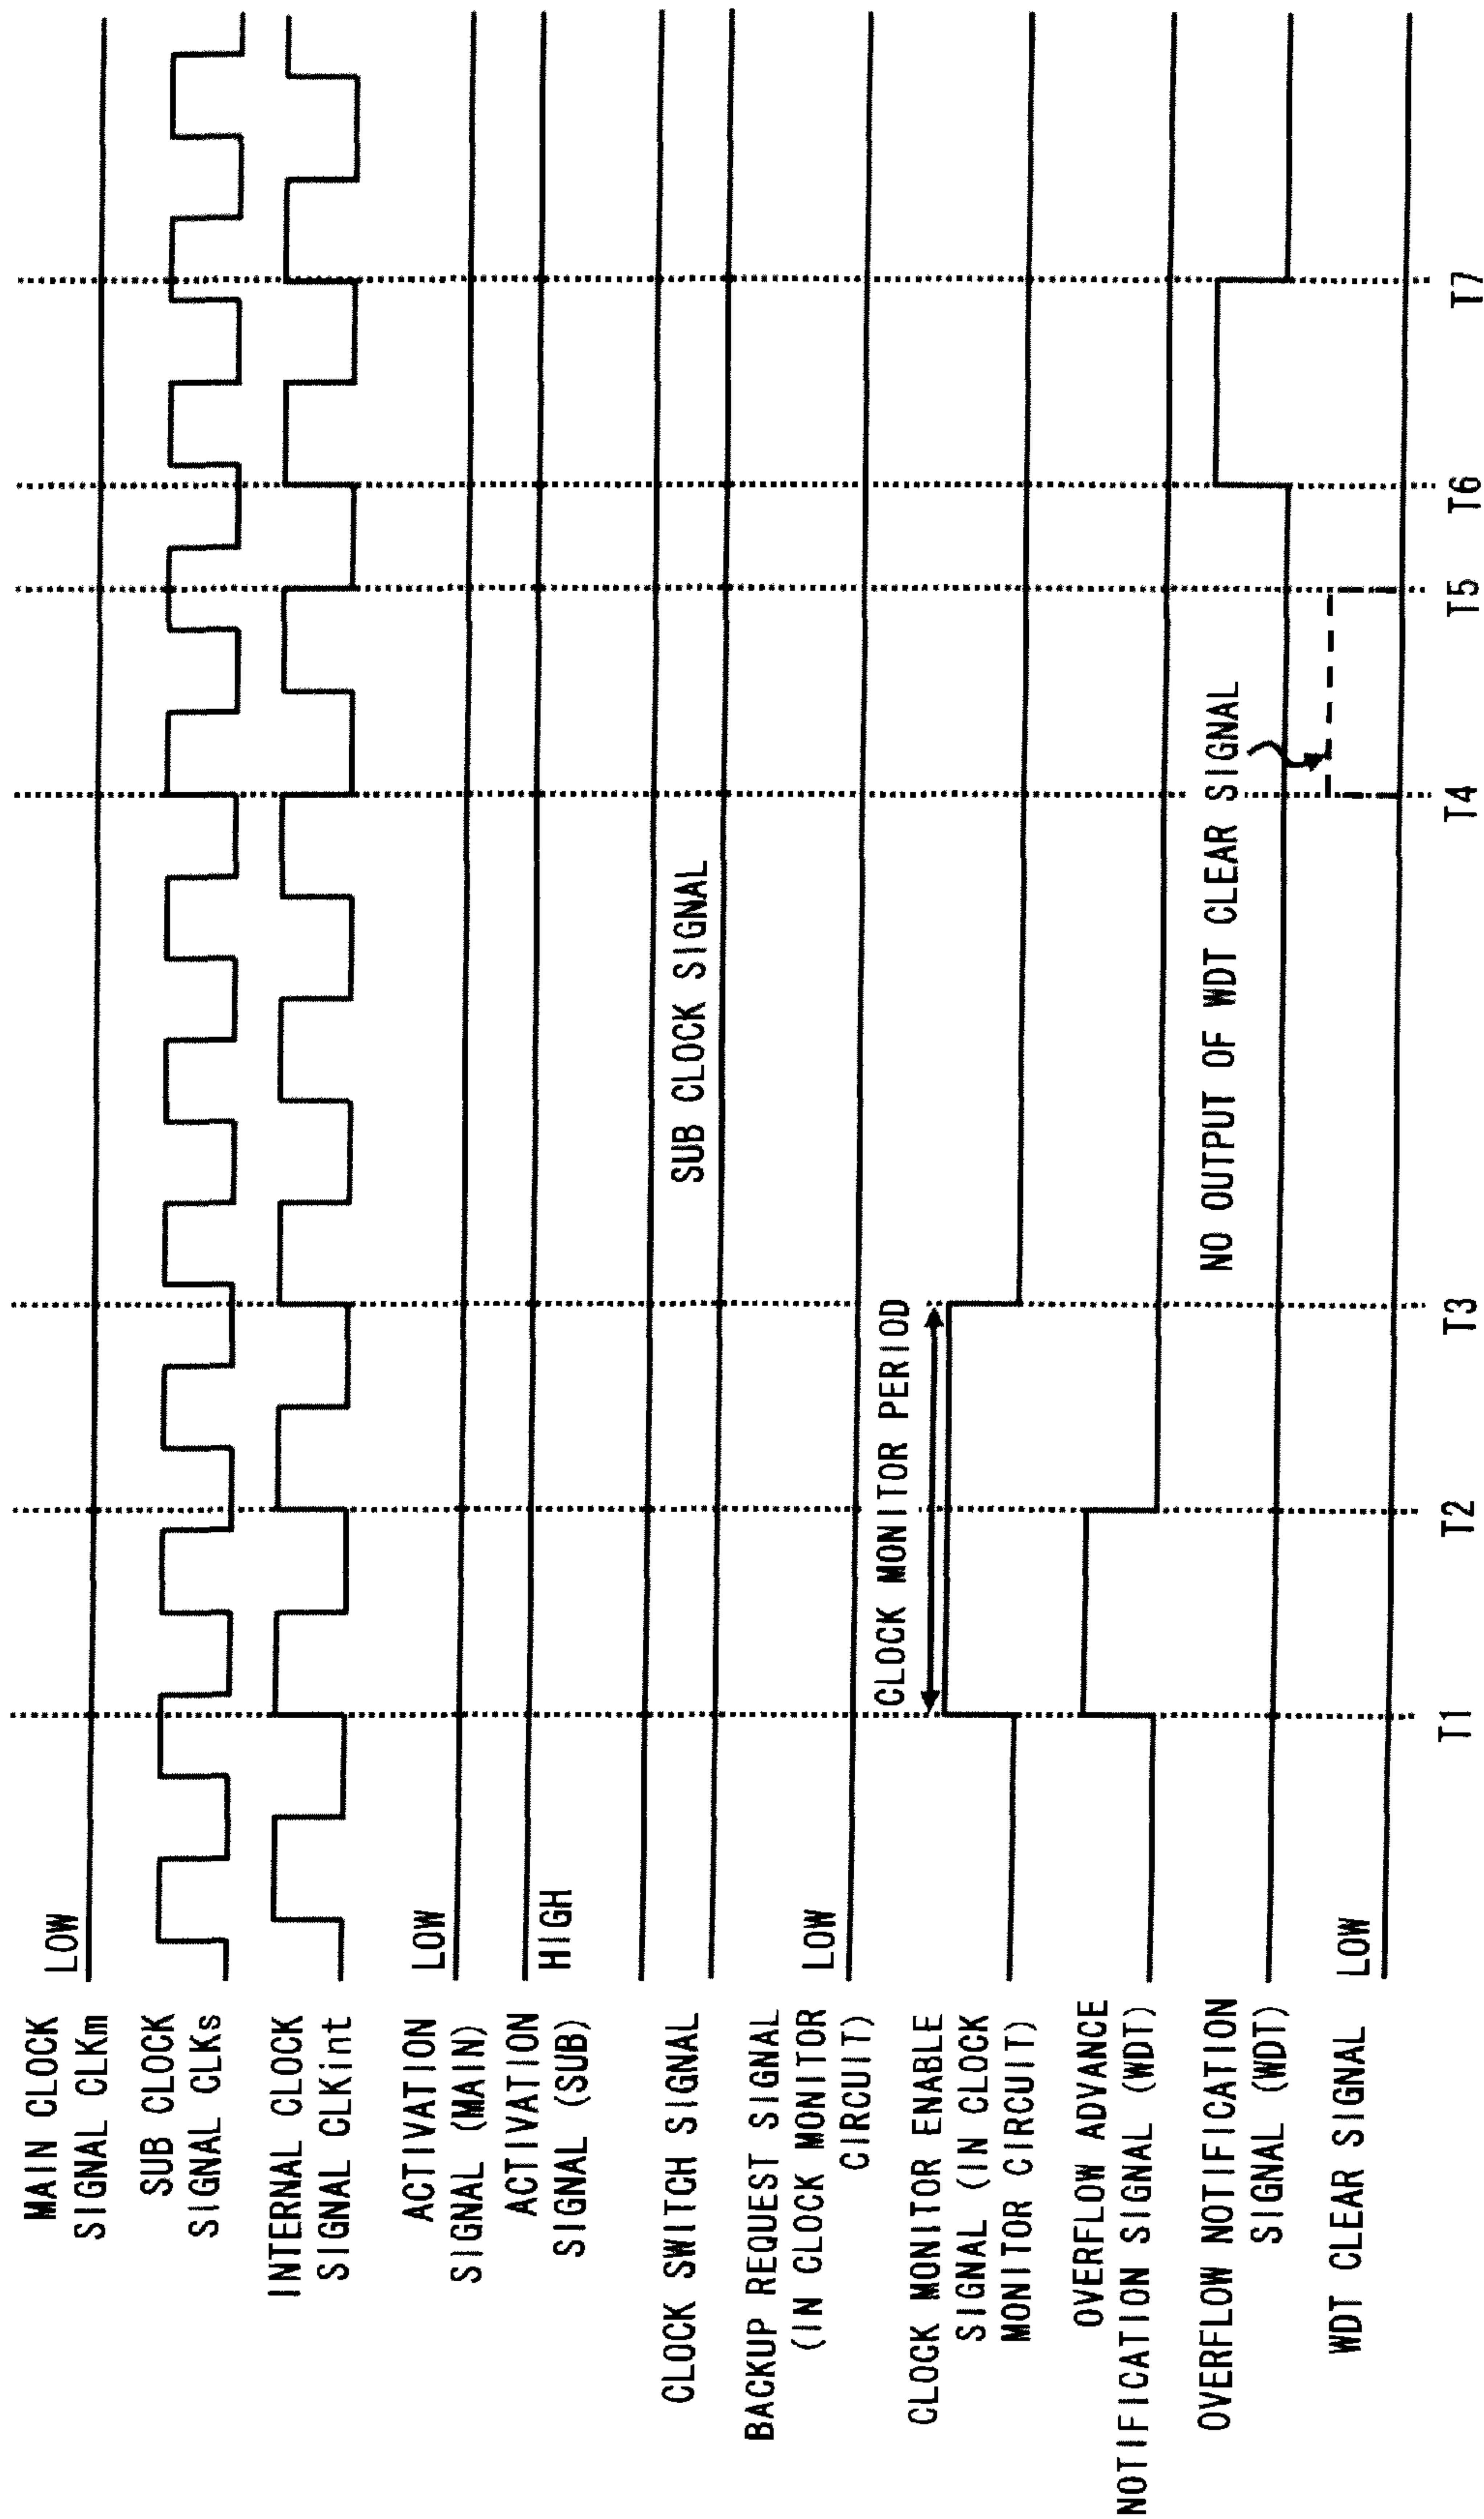 MAIN CLOCK
SIGNAL CLKm
LOW
SUB CLOCK
SIGNAL CLKs
INTERNAL CLOCK
SIGNAL CLKint
ACTIVATION
SIGNAL (MAIN)
LOW
ACTIVATION
SIGNAL (SUB)
HIGH
CLOCK SWITCH SIGNAL
SUB CLOCK SIGNAL
BACKUP REQUEST SIGNAL
(IN CLOCK MONITOR
CIRCUIT)
LOW
CLOCK MONITOR PERIOD
CLOCK MONITOR ENABLE
SIGNAL (IN CLOCK
MONITOR CIRCUIT)
OVERFLOW ADVANCE
NOTIFICATION SIGNAL (WDT)
OVERFLOW NOTIFICATION
SIGNAL (WDT)
NO OUTPUT OF WDT CLEAR SIGNAL
WDT CLEAR SIGNAL
LOW
T1 T2 T3 T4 T5 T6 T7